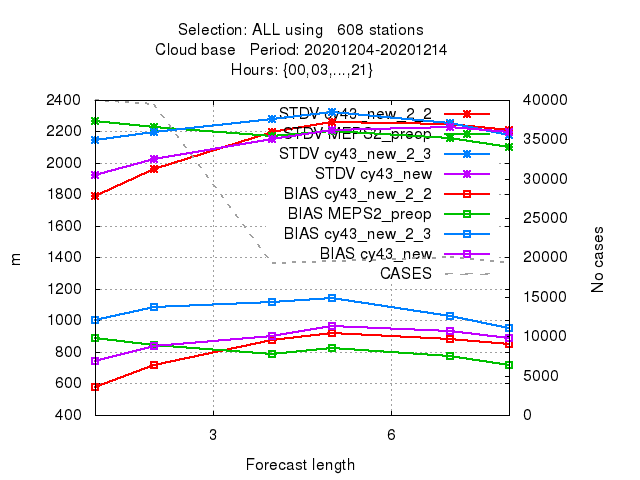 Selection: ALL using 608 stations
Cloud base Period: 20201204-20201214
Hours: {00,03,...,21}
2400
2200
2000
1800
1600
1400
1200
1000
800
600
400
m
STDV cy43_new_2_2
STDV MEPS2_preop
STDV cy43_new_2_3
STDV cy43_new
BIAS cy43_new_2_2
BIAS MEPS2_preop
BIAS cy43_new_2_3
BIAS cy43_new
CASES
40000
35000
30000
25000
20000
15000
10000
5000
0
No cases
3 6
Forecast length